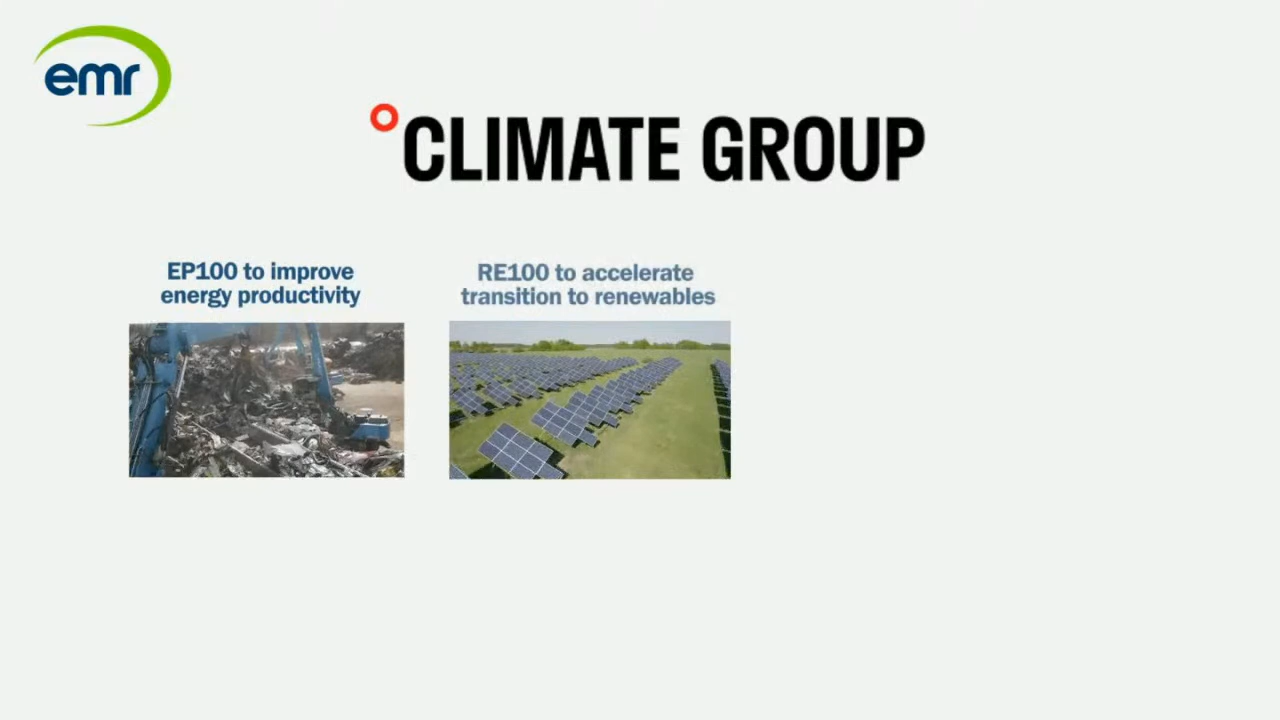 emr
°CLIMATE GROUP
EP100 to improve
energy productivity
RE100 to accelerate
transition to renewables